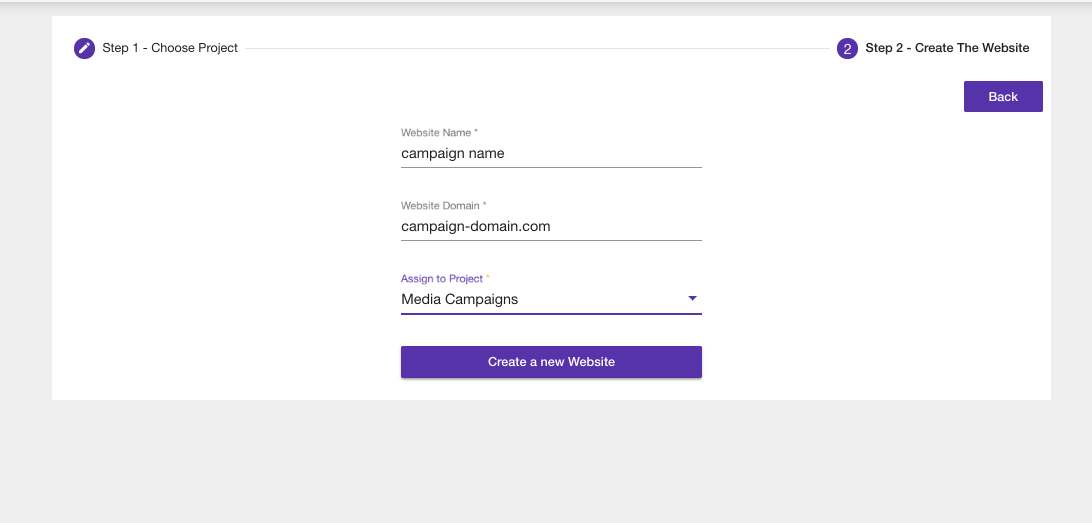 Step 1 - Choose Project
2 Step 2 - Create The Website
Back
Website Name *
campaign name
Website Domain *
campaign-domain.com
Assign to Project *
Media Campaigns
Create a new Website